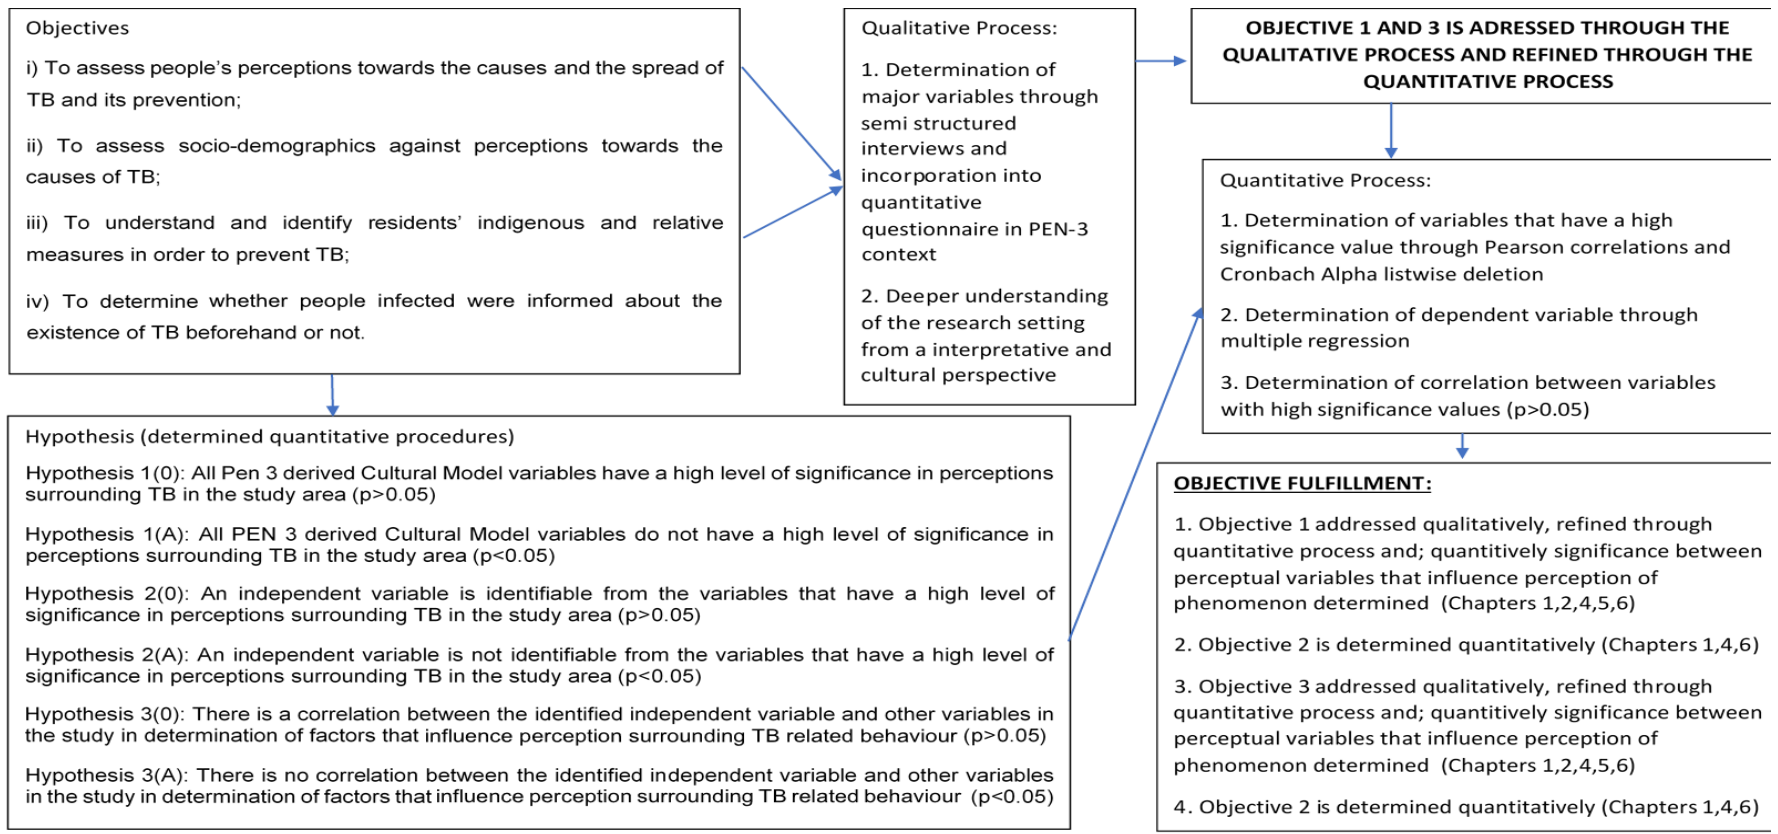 Objectives
i) To assess people's perceptions towards the causes and the spread of
TB and its prevention;
ii) To assess socio-demographics against perceptions towards the
causes of TB;
iii) To understand and identify residents' indigenous and relative
measures in order to prevent TB;
iv) To determine whether people infected were informed about the
existence of TB beforehand or not.
Qualitative Process:
1. Determination of
major variables through
semi structured
interviews and
incorporation into
quantitative
questionnaire in PEN-3
context
2. Deeper understanding
of the research setting
from a interpretative and
cultural perspective
OBJECTIVE 1 AND 3 IS ADRESSED THROUGH THE
QUALITATIVE PROCESS AND REFINED THROUGH THE
QUANTITATIVE PROCESS
Quantitative Process:
1. Determination of variables that have a high
significance value through Pearson correlations and
Cronbach Alpha listwise deletion
2. Determination of dependent variable through
multiple regression
3. Determination of correlation between variables
with high significance values (p>0.05)
Hypothesis (determined quantitative procedures)
Hypothesis 1(0): All Pen 3 derived Cultural Model variables have a high level of significance in perceptions
surrounding TB in the study area (p>0.05)
Hypothesis 1(A): All PEN 3 derived Cultural Model variables do not have a high level of significance in
perceptions surrounding TB in the study area (p<0.05)
Hypothesis 2(0): An independent variable is identifiable from the variables that have a high level of
significance in perceptions surrounding TB in the study area (p>0.05)
Hypothesis 2(A): An independent variable is not identifiable from the variables that have a high level of
significance in perceptions surrounding TB in the study area (p<0.05)
Hypothesis 3(0): There is a correlation between the identified independent variable and other variables in
the study in determination of factors that influence perception surrounding TB related behaviour (p>0.05)
Hypothesis 3(A): There is no correlation between the identified independent variable and other variables
in the study in determination of factors that influence perception surrounding TB related behaviour (p<0.05)
OBJECTIVE FULFILLMENT:
1. Objective 1 addressed qualitatively, refined through
quantitative process and; quantitively significance between
perceptual variables that influence perception of
phenomenon determined (Chapters 1,2,4,5,6)
2. Objective 2 is determined quantitatively (Chapters 1,4,6)
3. Objective 3 addressed qualitatively, refined through
quantitative process and; quantitively significance between
perceptual variables that influence perception of
phenomenon determined (Chapters 1,2,4,5,6)
4. Objective 2 is determined quantitatively (Chapters 1,4,6)